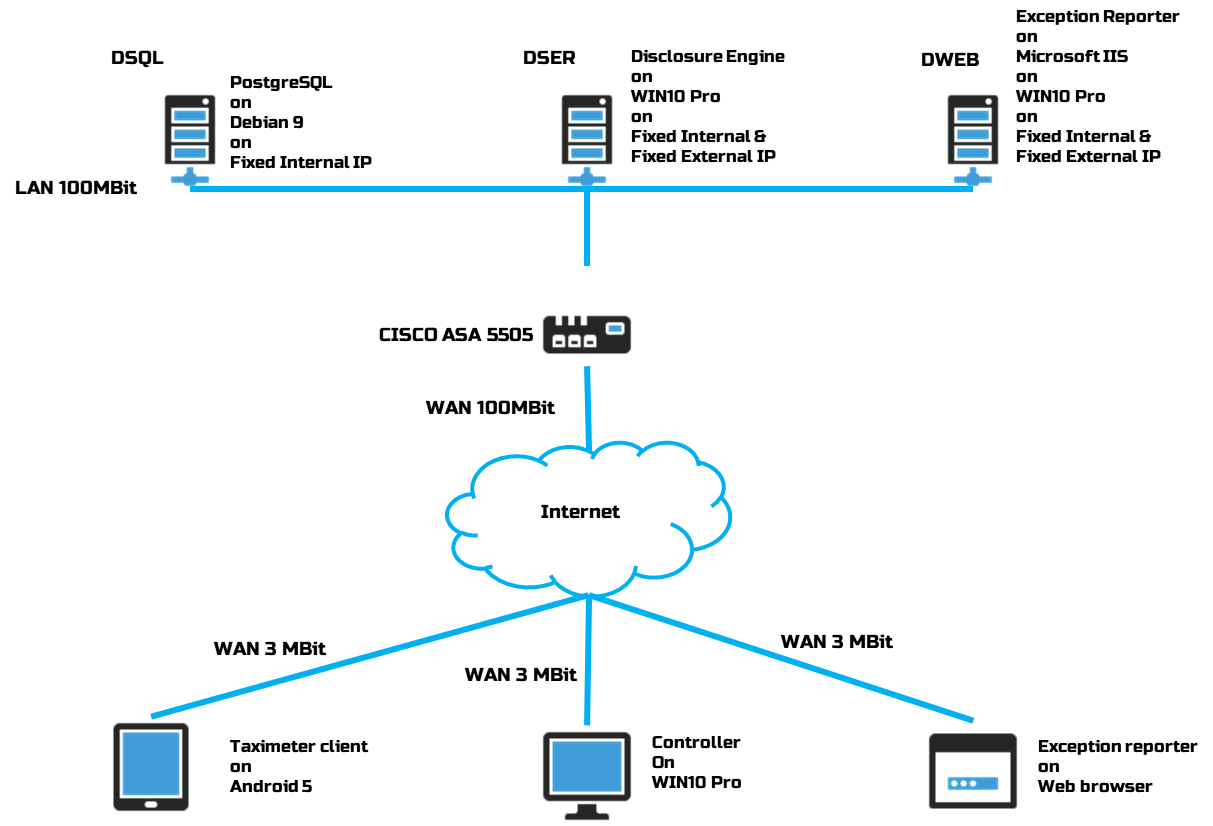 DSQL
PostgreSQL
on
Debian 9
on
Fixed Internal IP
DSER
Disclosure Engine
on
WIN10 Pro
on
Fixed Internal &
Fixed External IP
DWEB
Exception Reporter
on
Microsoft IIS
on
WIN10 Pro
on
Fixed Internal &
Fixed External IP
LAN 100MBit
CISCO ASA 5505
WAN 100MBit
Internet
WAN 3 MBit
WAN 3 MBit
WAN 3 MBit
Taximeter client
on
Android 5
Controller
On
WIN10 Pro
Exception reporter
on
Web browser